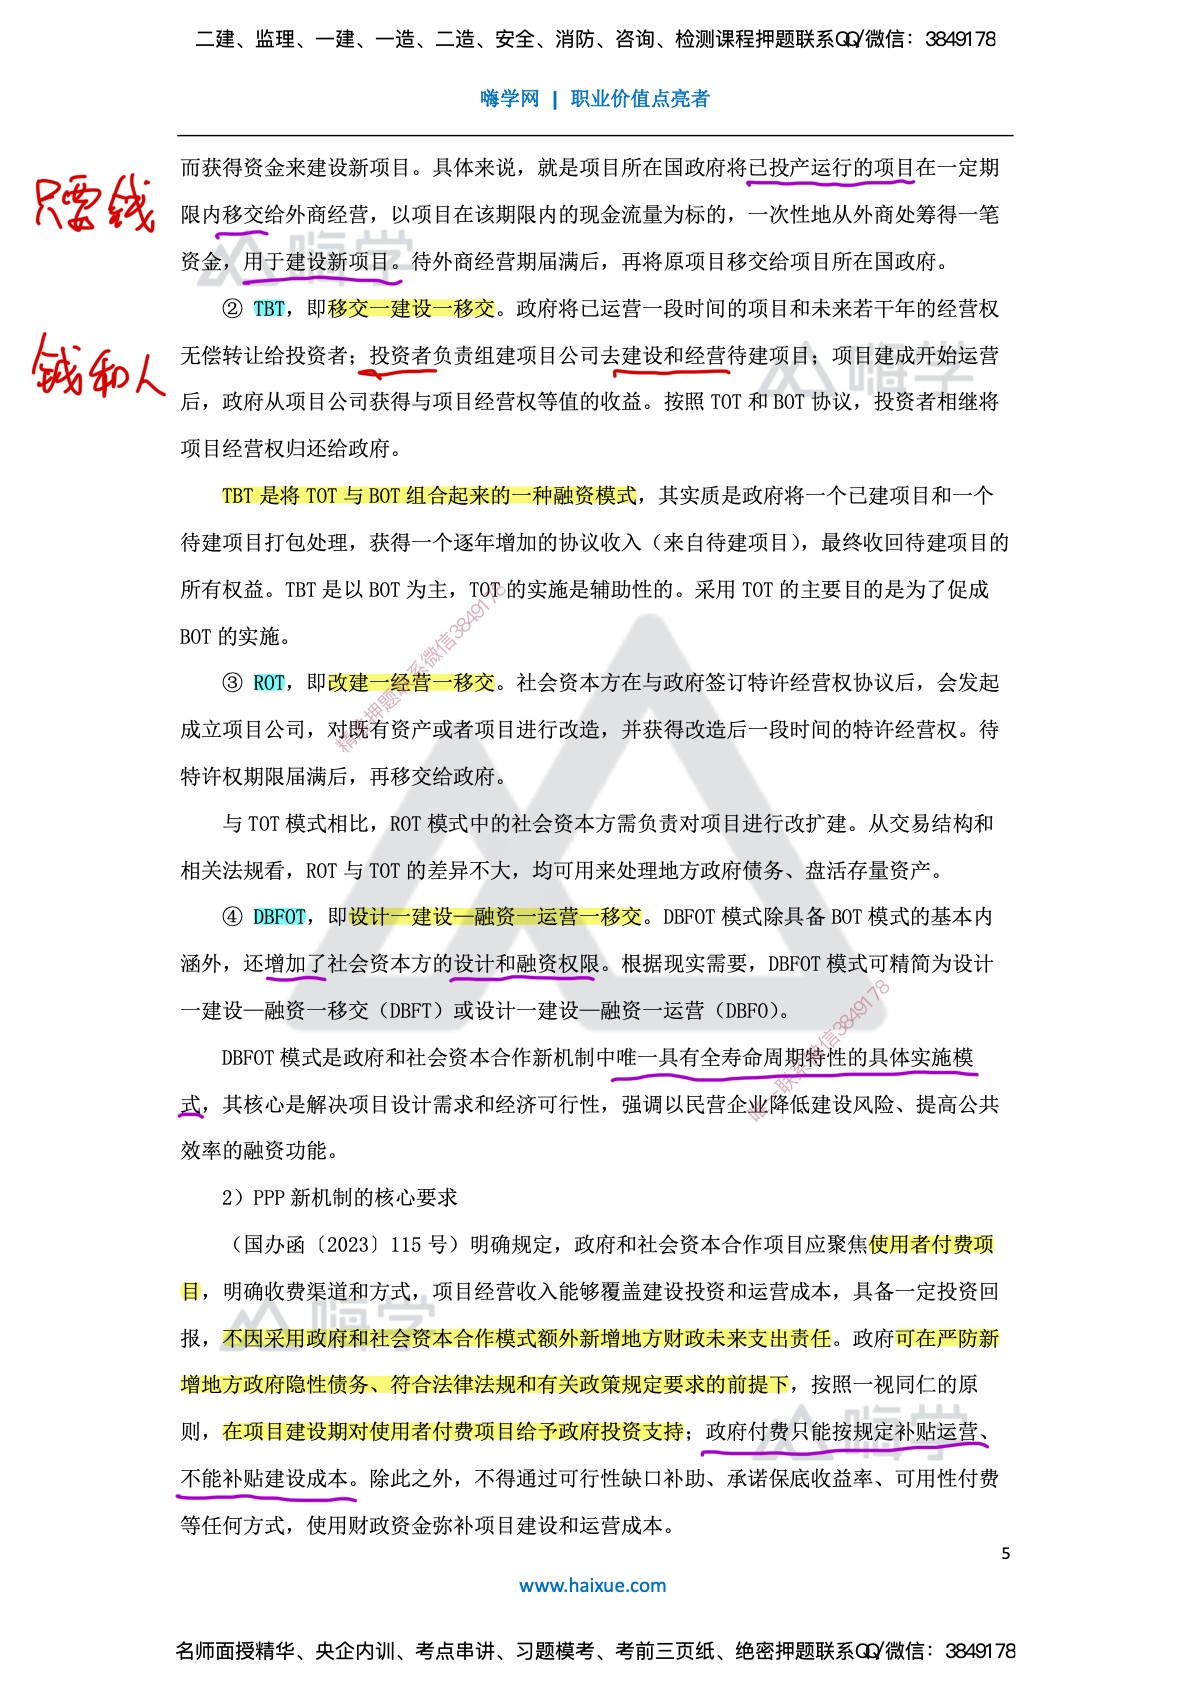 二建、监理、一建、一造、二造、安全、消防、咨询、检测课程押题联系QQ/微信：3849178
嗨学网 | 职业价值点亮者
而获得资金来建设新项目。具体来说，就是项目所在国政府将已投产运行的项目在一定期
只要钱
限内移交给外商经营，以项目在该期限内的现金流量为标的，一次性地从外商处筹得一笔
嗨学
资金，用于建设新项目。待外商经营期届满后，再将原项目移交给项目所在国政府。
② TBT，即移交一建设一移交。政府将已运营一段时间的项目和未来若干年的经营权
钱和人
无偿转让给投资者；投资者负责组建项目公司去建设和经营待建项目；项目建成开始运营
嗨学
后，政府从项目公司获得与项目经营权等值的收益。按照 TOT 和 BOT 协议，投资者相继将
项目经营权归还给政府。
TBT 是将 TOT 与 BOT 组合起来的一种融资模式，其实质是政府将一个已建项目和一个
待建项目打包处理，获得一个逐年增加的协议收入（来自待建项目），最终收回待建项目的
所有权益。TBT 是以 BOT 为主，TOT 的实施是辅助性的。采用 TOT 的主要目的是为了促成
BOT 的实施。
③ ROT，即改建一经营一移交。社会资本方在与政府签订特许经营权协议后，会发起
成立项目公司，对既有资产或者项目进行改造，并获得改造后一段时间的特许经营权。待
特许权期限届满后，再移交给政府。
与 TOT 模式相比，ROT 模式中的社会资本方需负责对项目进行改扩建。从交易结构和
相关法规看，ROT 与 TOT 的差异不大，均可用来处理地方政府债务、盘活存量资产。
④ DBFOT，即设计一建设—融资一运营一移交。DBFOT 模式除具备 BOT 模式的基本内
涵外，还增加了社会资本方的设计和融资权限。根据现实需要，DBFOT 模式可精简为设计
一建设—融资一移交（DBFT）或设计一建设—融资一运营（DBFO）。
DBFOT 模式是政府和社会资本合作新机制中唯一具有全寿命周期特性的具体实施模
式，其核心是解决项目设计需求和经济可行性，强调以民营企业降低建设风险、提高公共
效率的融资功能。
2）PPP 新机制的核心要求
（国办函〔2023〕115 号）明确规定，政府和社会资本合作项目应聚焦使用者付费项
目，明确收费渠道和方式，项目经营收入能够覆盖建设投资和运营成本，具备一定投资回
嗨学
报，不因采用政府和社会资本合作模式额外新增地方财政未来支出责任。政府可在严防新
增地方政府隐性债务、符合法律法规和有关政策规定要求的前提下，按照一视同仁的原
则，在项目建设期对使用者付费项目给予政府投资支持；政府付费只能按规定补贴运营、
嗨学
不能补贴建设成本。除此之外，不得通过可行性缺口补助、承诺保底收益率、可用性付费
等任何方式，使用财政资金弥补项目建设和运营成本。
5
www.haixue.com
名师面授精华、央企内训、考点串讲、习题模考、考前三页纸、绝密押题联系QQ/微信：3849178